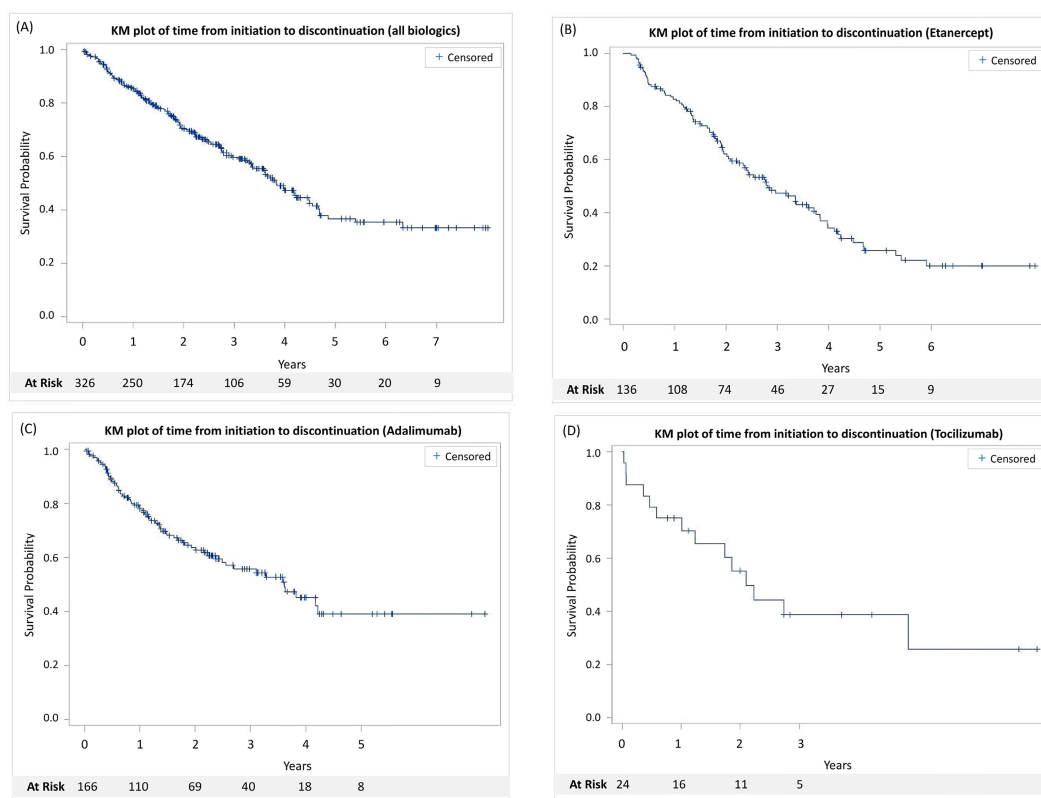 (A)
KM plot of time from initiation to discontinuation (all biologics)
+ Censored
Survival Probability
1.0
0.8
0.6
0.4
0.2
0.0
0 1 2 3 4 5 6 7
Years
At Risk 326 250 174 106 59 30 20 9
(B)
KM plot of time from initiation to discontinuation (Etanercept)
+ Censored
Survival Probability
1.0
0.8
0.6
0.4
0.2
0.0
0 1 2 3 4 5 6
Years
At Risk 136 108 74 46 27 15 9
(C)
KM plot of time from initiation to discontinuation (Adalimumab)
+ Censored
Survival Probability
1.0
0.8
0.6
0.4
0.2
0.0
0 1 2 3 4 5
Years
At Risk 166 110 69 40 18 8
(D)
KM plot of time from initiation to discontinuation (Tocilizumab)
+ Censored
Survival Probability
1.0
0.8
0.6
0.4
0.2
0.0
0 1 2 3
Years
At Risk 24 16 11 5